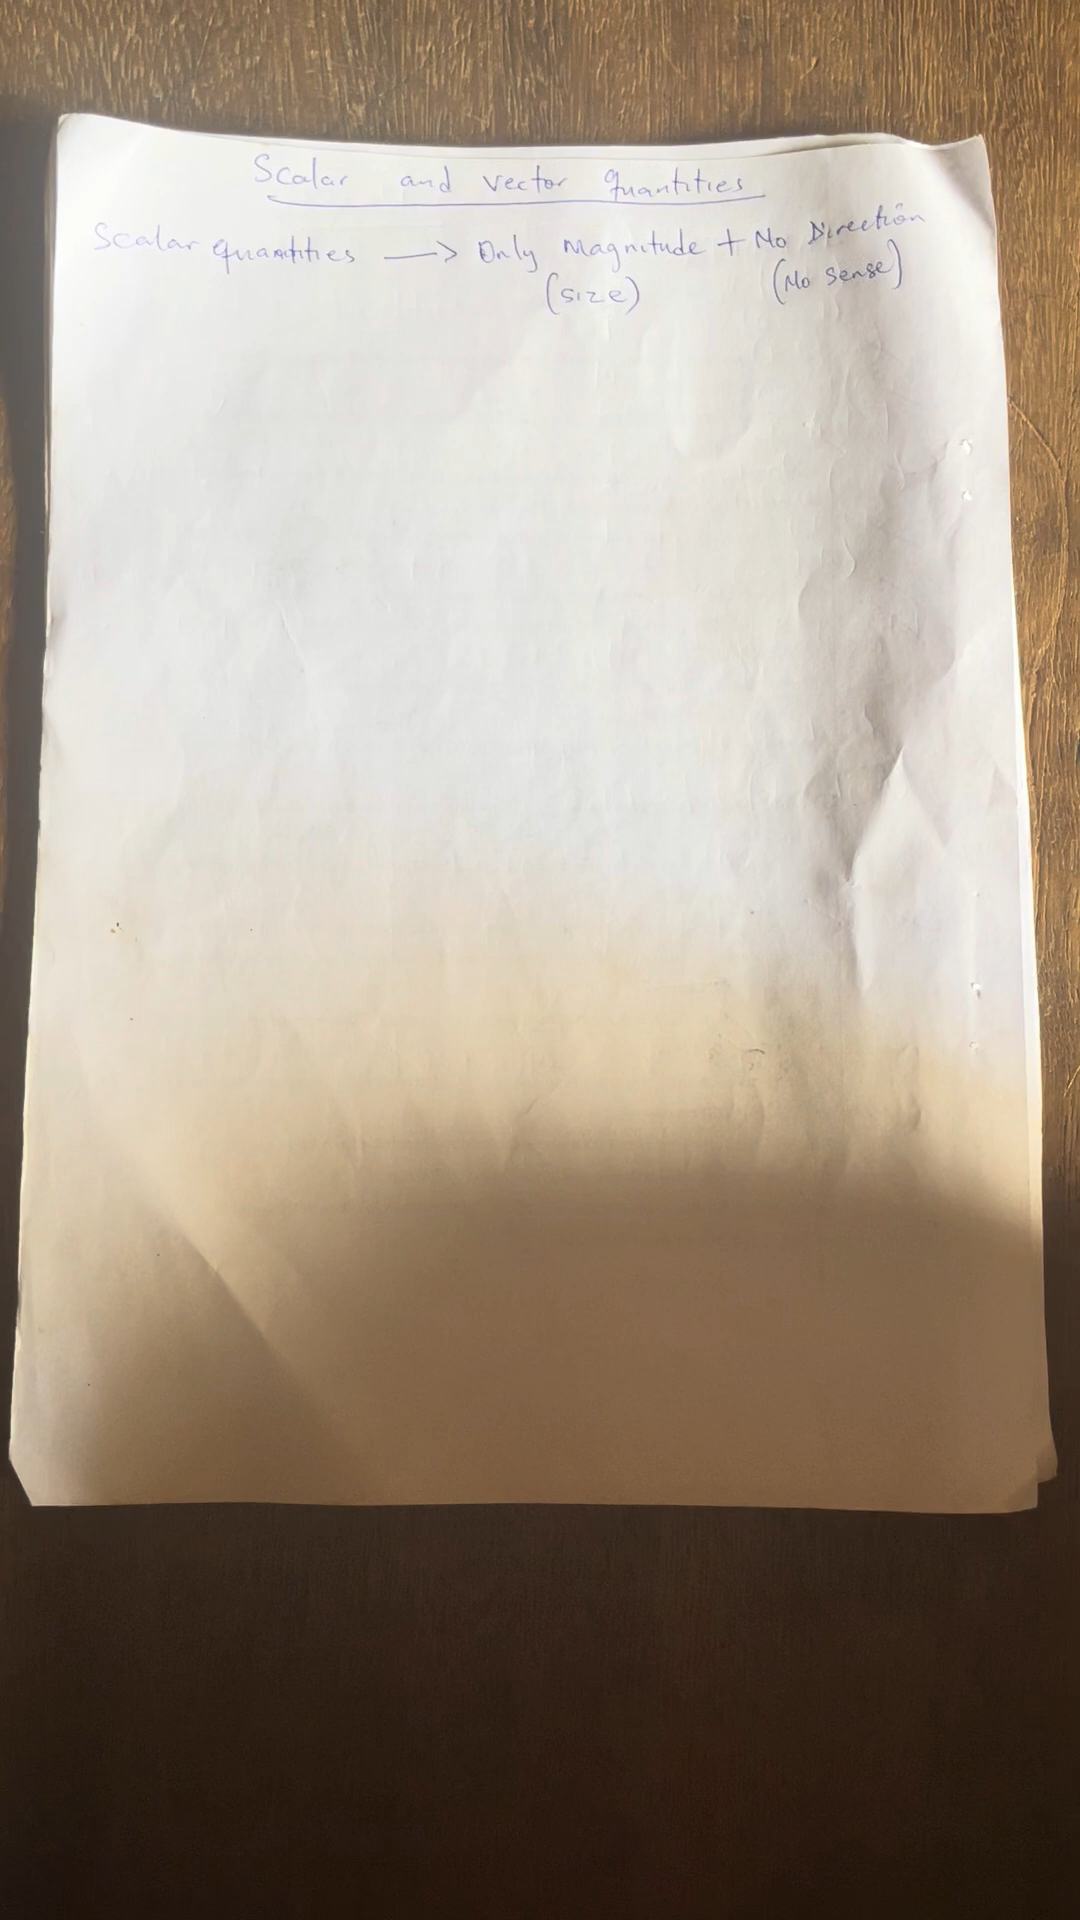 Scalar and vector quantities
Scalar quantities —> Only Magnitude + No Direction
(size) (No sense)